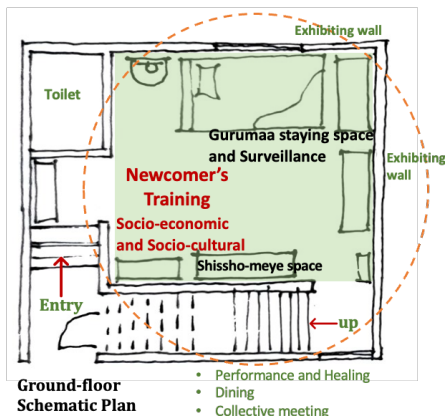 Exhibiting wall
Toilet
Gurumaa staying space
and Surveillance
Exhibiting
wall
Newcomer's
Training
Socio-economic
and Socio-cultural
Shissho-meye space
Entry
up
Ground-floor
Schematic Plan
• Performance and Healing
• Dining
• Collective meeting